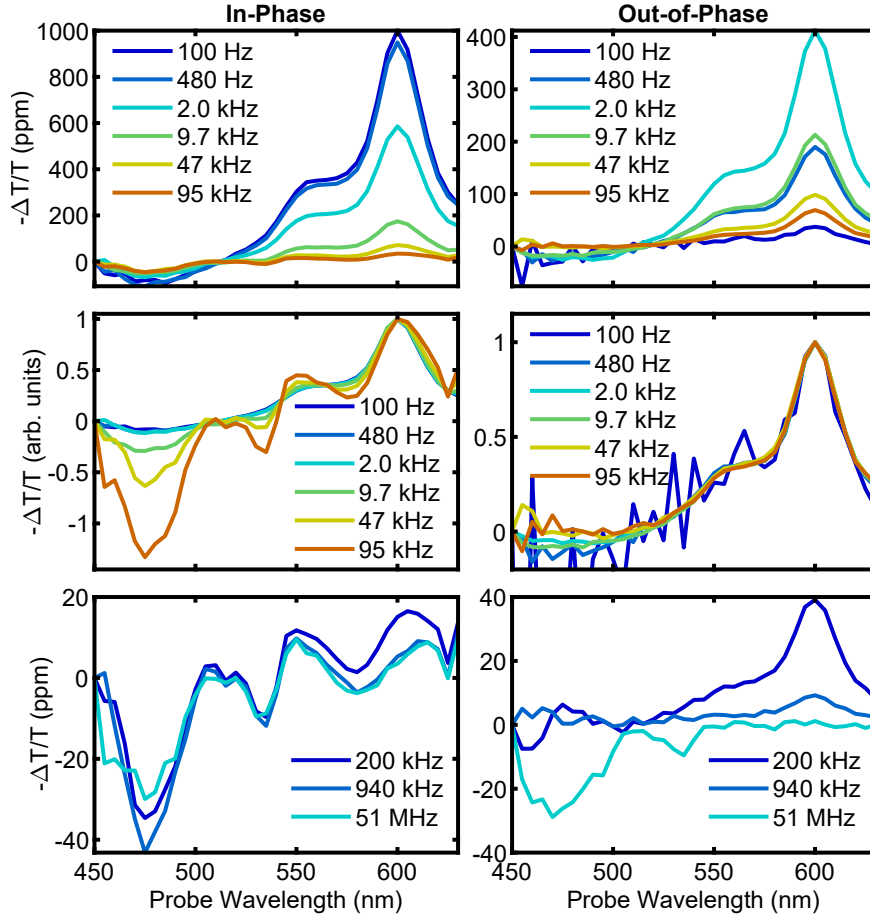 In-Phase
Out-of-Phase
-ΔT/T (ppm)
1000
800
600
400
200
0
100 Hz
480 Hz
2.0 kHz
9.7 kHz
47 kHz
95 kHz
400
300
200
100
0
100 Hz
480 Hz
2.0 kHz
9.7 kHz
47 kHz
95 kHz
-ΔT/T (arb. units)
1
0.5
0
-0.5
-1
100 Hz
480 Hz
2.0 kHz
9.7 kHz
47 kHz
95 kHz
1
0.5
0
100 Hz
480 Hz
2.0 kHz
9.7 kHz
47 kHz
95 kHz
-ΔT/T (ppm)
20
0
-20
-40
200 kHz
940 kHz
51 MHz
450 500 550 600
Probe Wavelength (nm)
40
20
0
-20
-40
200 kHz
940 kHz
51 MHz
450 500 550 600
Probe Wavelength (nm)